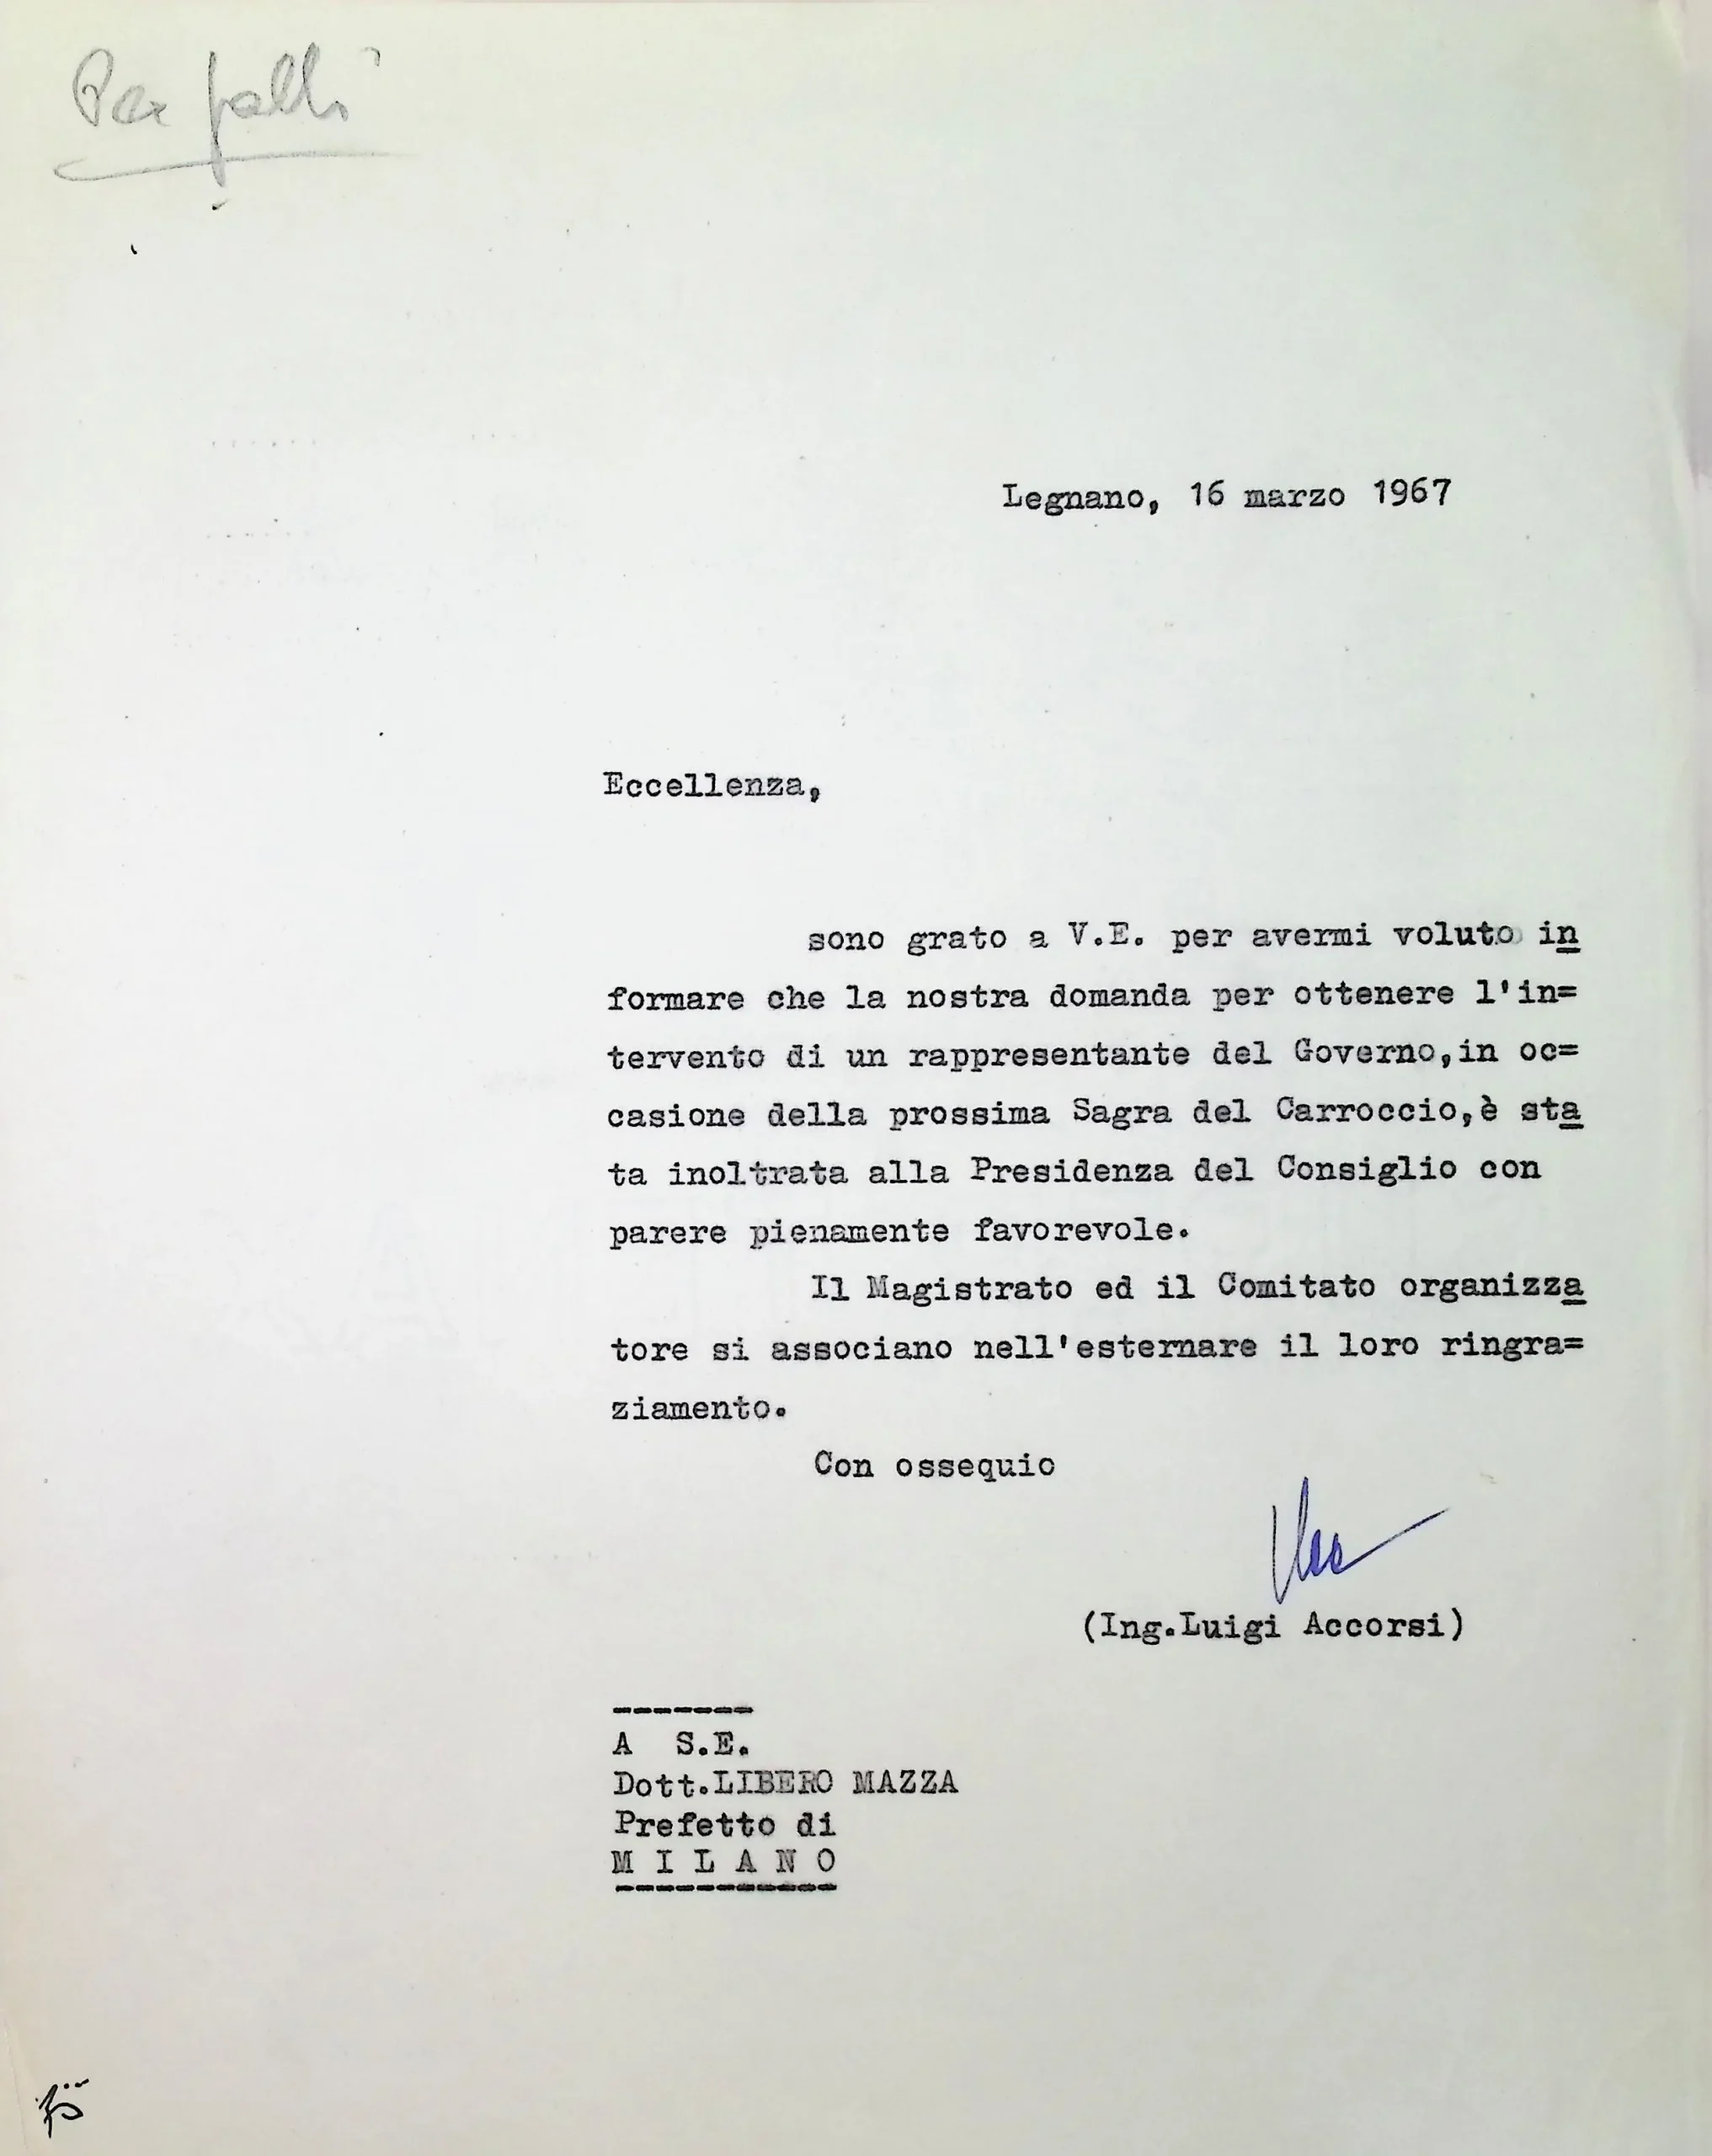 Legnano, 16 marzo 1967
Eccellenza,
sono grato a V.E. per avermi voluto in
formare che la nostra domanda per ottenere l'in=
tervento di un rappresentante del Governo,in oc=
casione della prossima Sagra del Carroccio,è sta
ta inoltrata alla Presidenza del Consiglio con
parere pienamente favorevole.
Il Magistrato ed il Comitato organizza
tore si associano nell'esternare il loro ringra=
ziamento.
Con ossequio
(Ing.Luigi Accorsi)
-------
A S.E.
Dott.LIBERO MAZZA
Prefetto di
M I L A N O
-----------